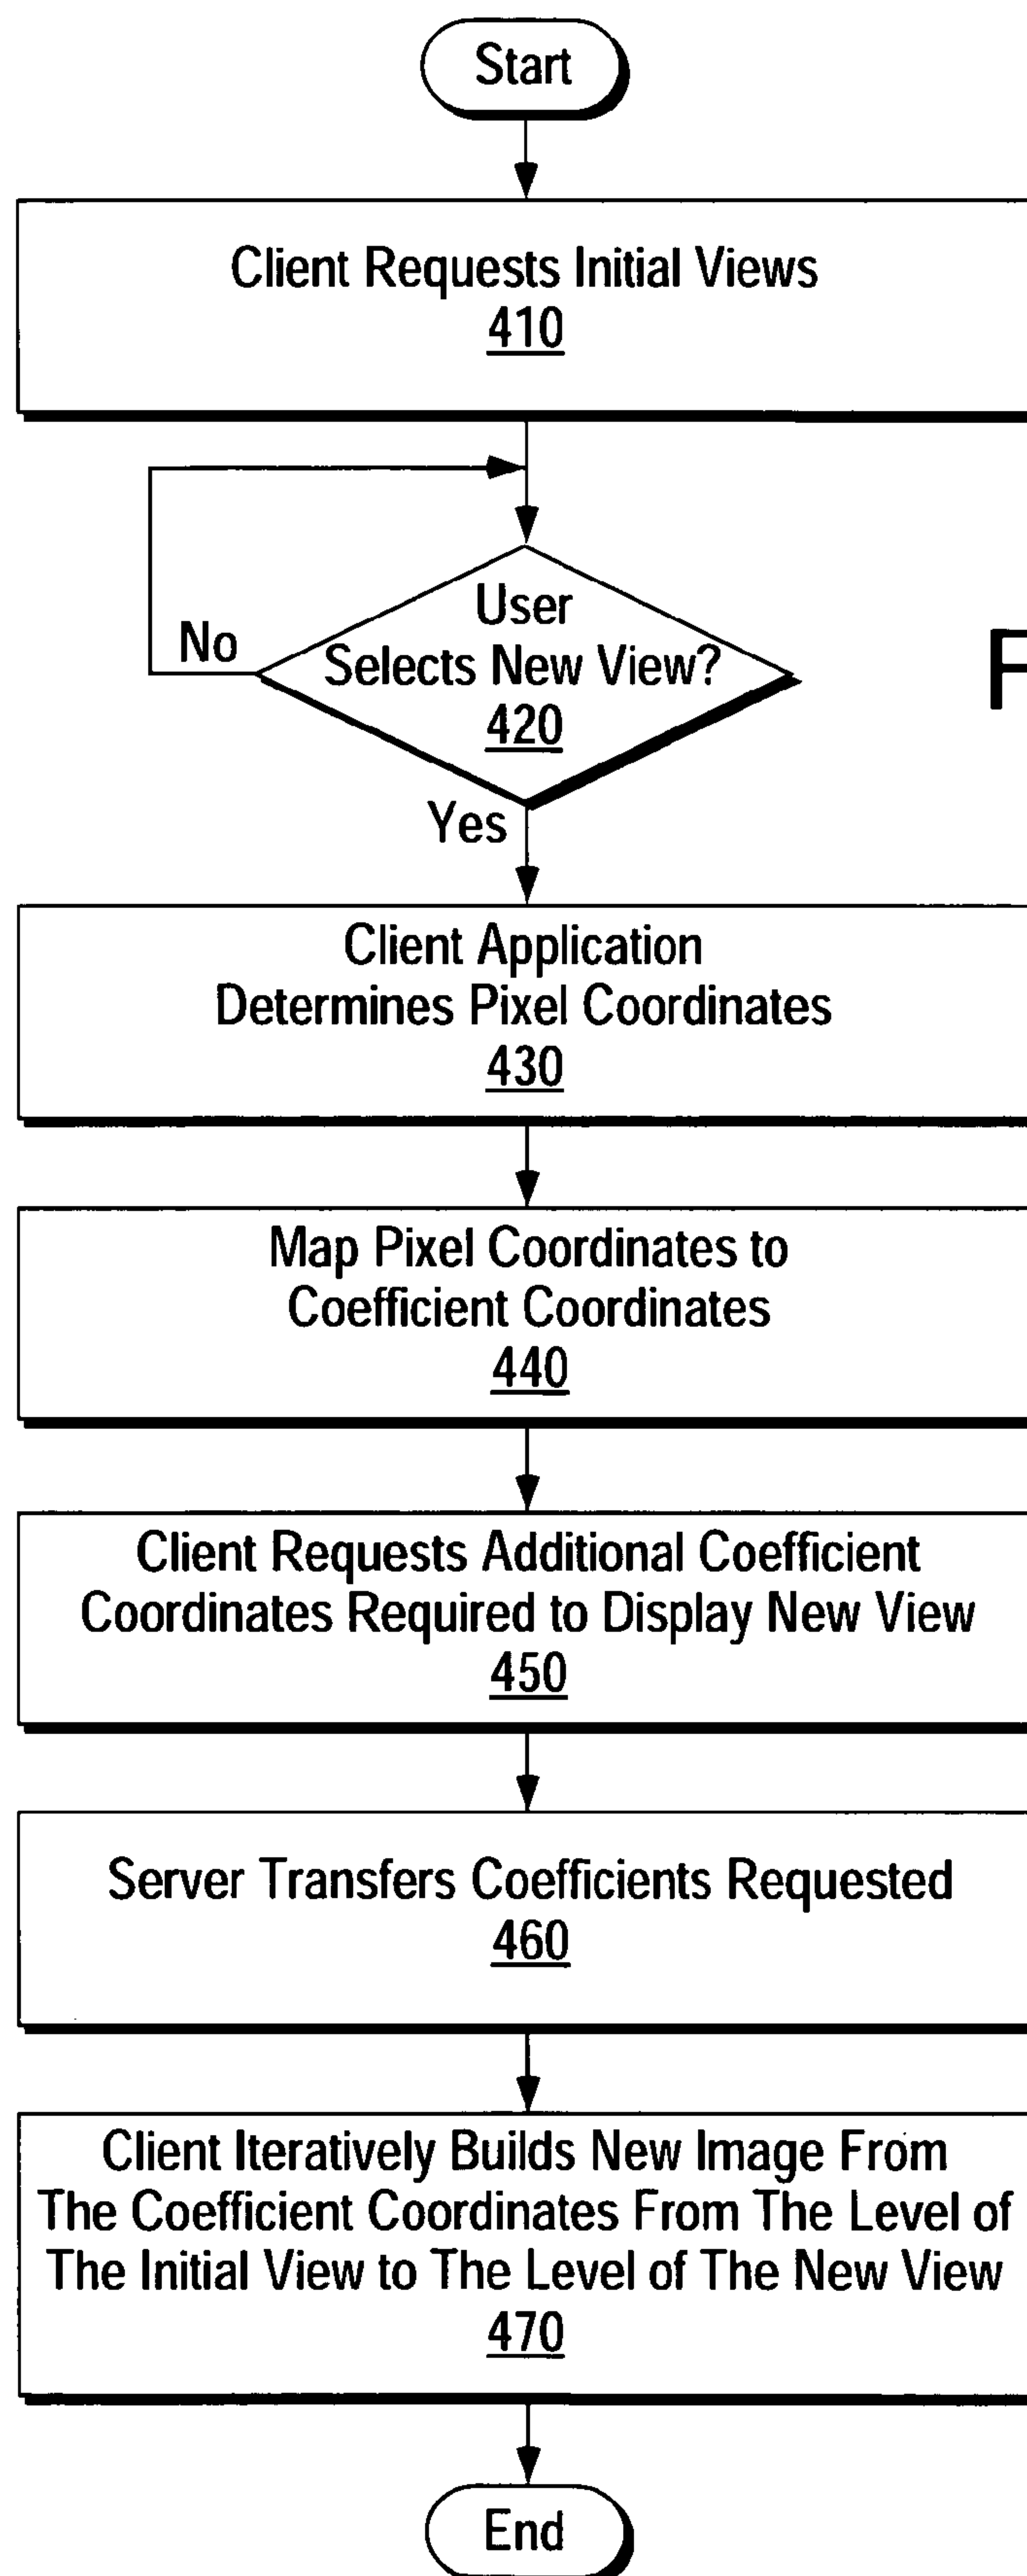 Start
Client Requests Initial Views
410
No
User
Selects New View?
420
F
Yes
Client Application
Determines Pixel Coordinates
430
Map Pixel Coordinates to
Coefficient Coordinates
440
Client Requests Additional Coefficient
Coordinates Required to Display New View
450
Server Transfers Coefficients Requested
460
Client Iteratively Builds New Image From
The Coefficient Coordinates From The Level of
The Initial View to The Level of The New View
470
End